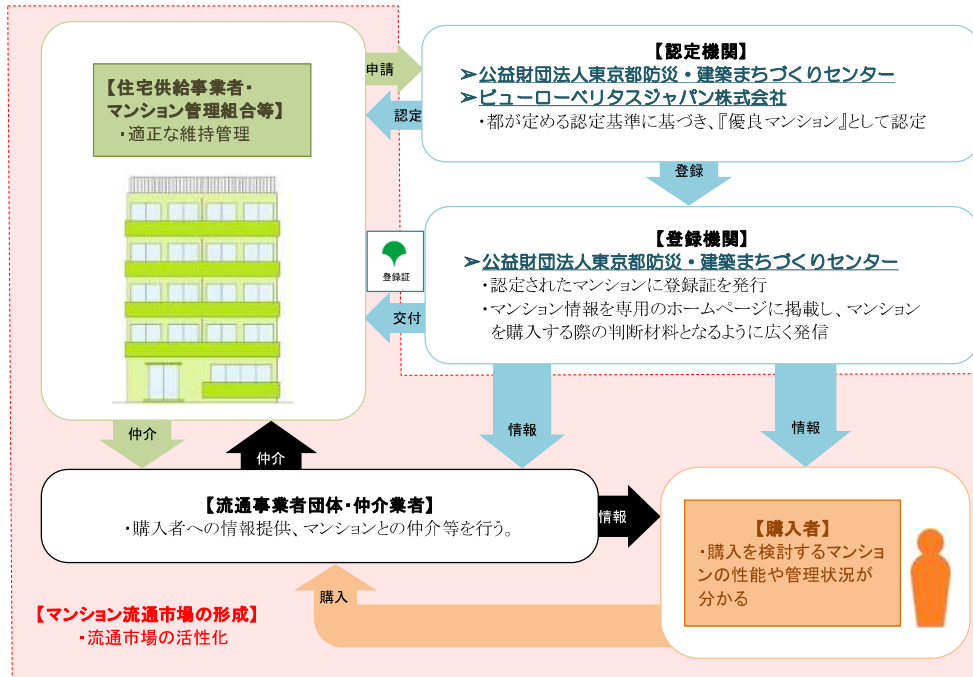 【住宅供給事業者・
マンション管理組合等】
・適正な維持管理
申請
認定
【認定機関】
➢公益財団法人東京都防災・建築まちづくりセンター
➢ビューローベリタスジャパン株式会社
・都が定める認定基準に基づき、『優良マンション』として認定
登録
登録証
交付
【登録機関】
➢公益財団法人東京都防災・建築まちづくりセンター
・認定されたマンションに登録証を発行
・マンション情報を専用のホームページに掲載し、マンション
を購入する際の判断材料となるように広く発信
仲介
仲介
情報
情報
【流通事業者団体・仲介業者】
・購入者への情報提供、マンションとの仲介等を行う。
情報
【購入者】
・購入を検討するマンショ
ンの性能や管理状況が
分かる
購入
【マンション流通市場の形成】
・流通市場の活性化